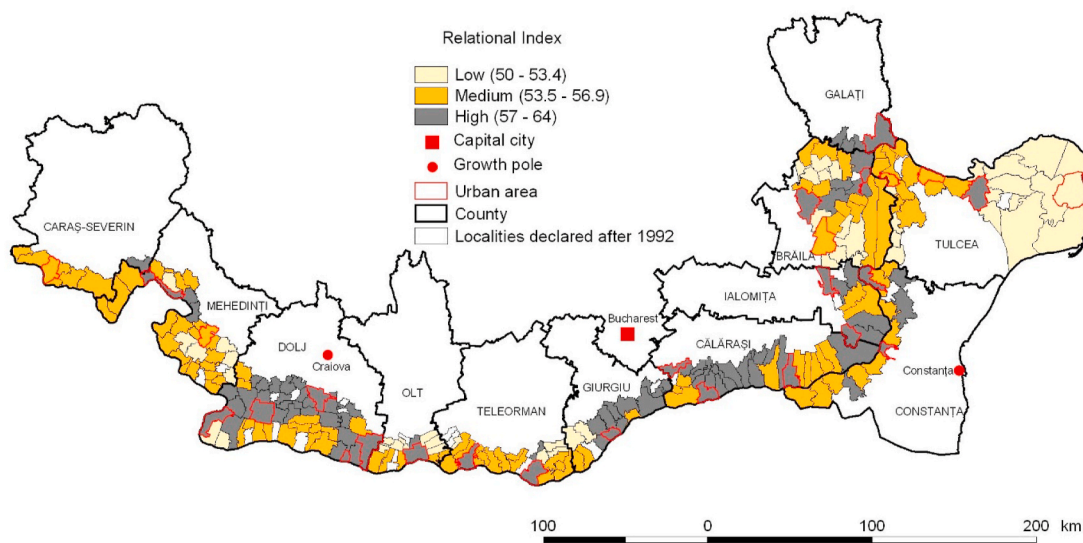 Relational Index
Low (50 - 53.4)
Medium (53.5 - 56.9)
High (57 - 64)
Capital city
Growth pole
Urban area
County
Localities declared after 1992
GALAȚI
CARAȘ-SEVERIN
TULCEA
BRĂILA
MEHEDINȚI
IALOMIȚA
Bucharest
DOLJ
CĂLĂRAȘI
Craiova
Constanța
OLT
GIURGIU
TELEORMAN
CONSTANȚA
100 0 100 200 km